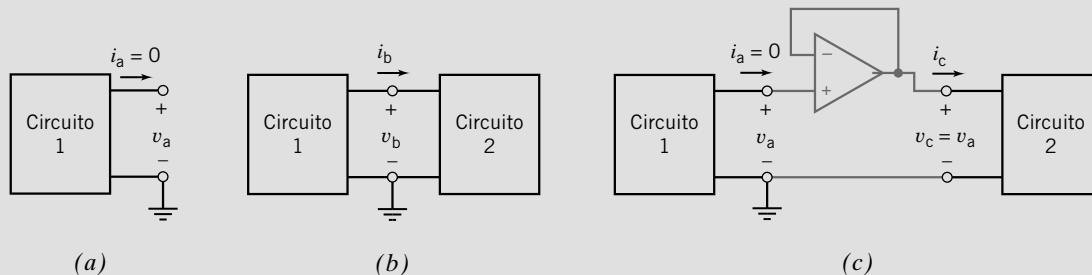 i_a = 0
Circuito
1
+
v_a
−
(a)
i_b
Circuito
1
+
v_b
−
Circuito
2
(b)
i_a = 0
Circuito
1
+
v_a
−
−
+
i_c
+
v_c = v_a
−
Circuito
2
(c)